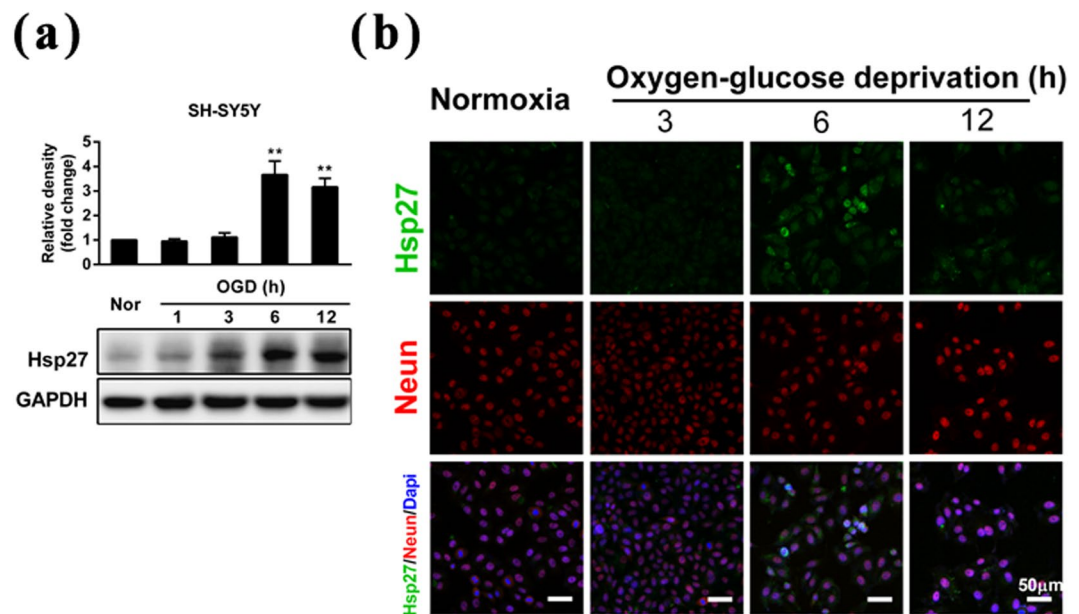 (a)
SH-SY5Y
Relative density
(fold change)
5
4
3
2
1
0
**
**
Nor
OGD (h)
1 3 6 12
Hsp27
GAPDH
(b)
Normoxia
Oxygen-glucose deprivation (h)
3 6 12
Hsp27
Neun
Hsp27/Neun/Dapi
50μm